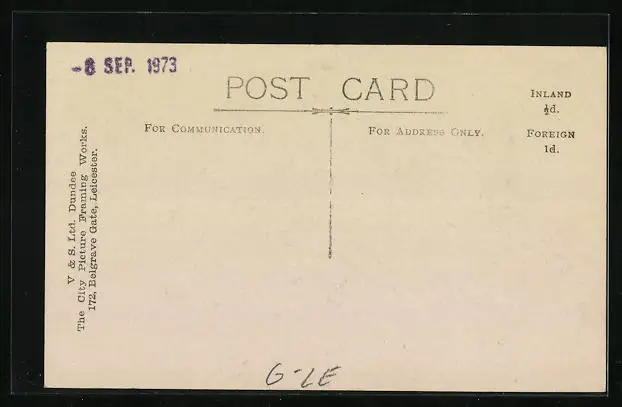 -8 SEP. 1973
POST CARD
INLAND
½d.
FOR COMMUNICATION.
FOR ADDRESS ONLY.
FOREIGN
1d.
V & S. Ltd. Dundee
The City Picture Framing Works.
172, Belgrave Gate, Leicester.
G-LE